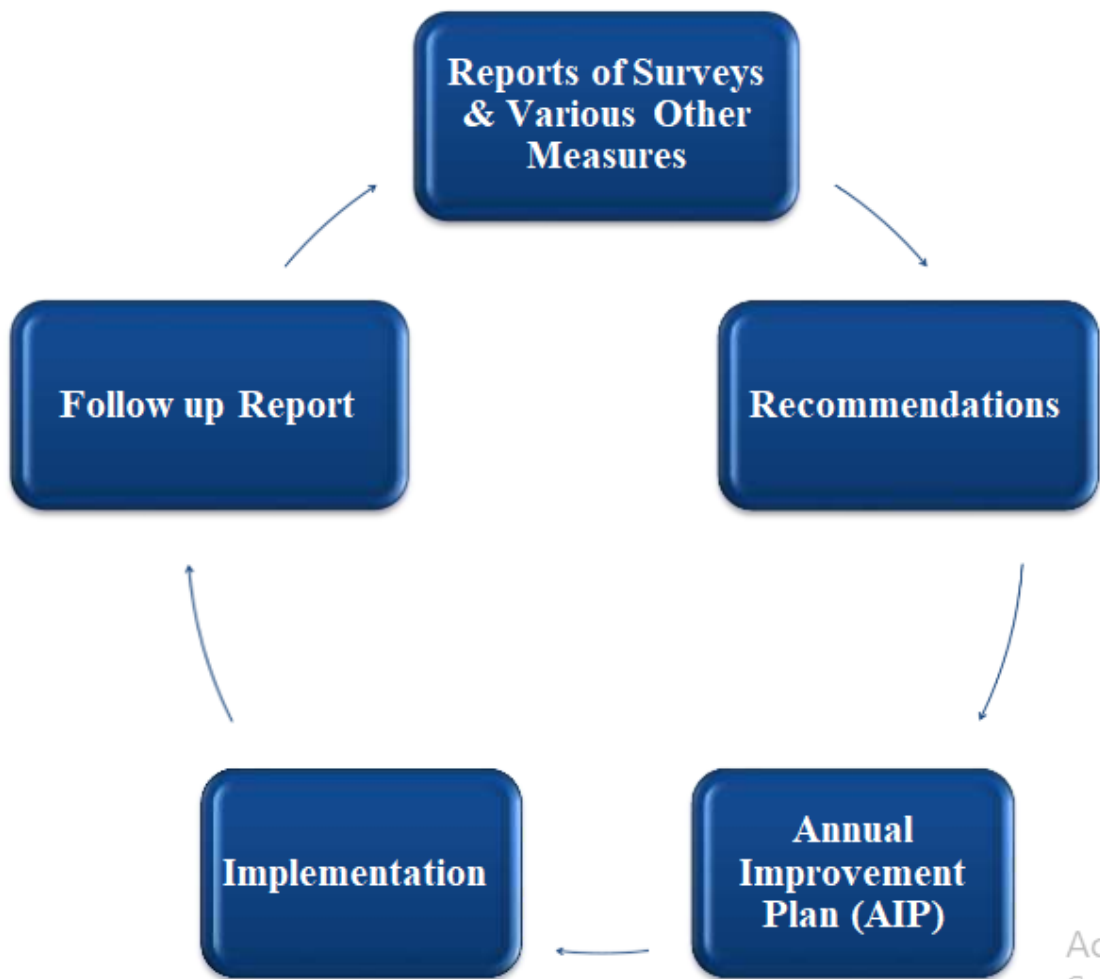 Reports of Surveys
& Various Other
Measures
Follow up Report
Recommendations
Implementation
Annual
Improvement
Plan (AIP)